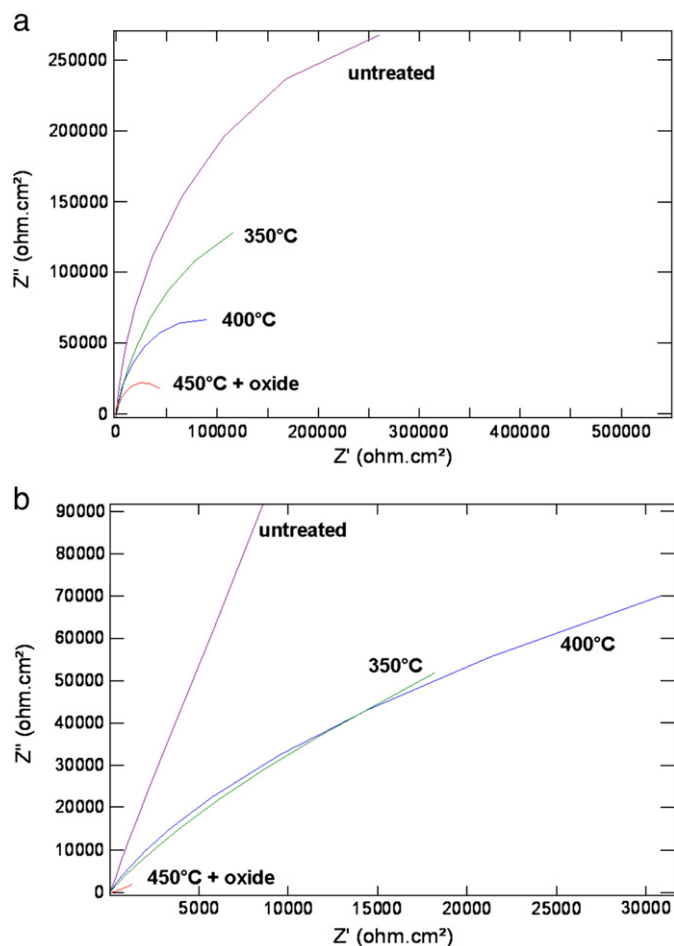 a
250000
untreated
200000
Z'' (ohm.cm²)
150000
350°C
100000
400°C
50000
450°C + oxide
0
0 100000 200000 300000 400000 500000
Z' (ohm.cm²)
b
90000
untreated
80000
70000
400°C
60000
350°C
Z'' (ohm.cm²)
50000
40000
30000
20000
10000
450°C + oxide
0
5000 10000 15000 20000 25000 30000
Z' (ohm.cm²)